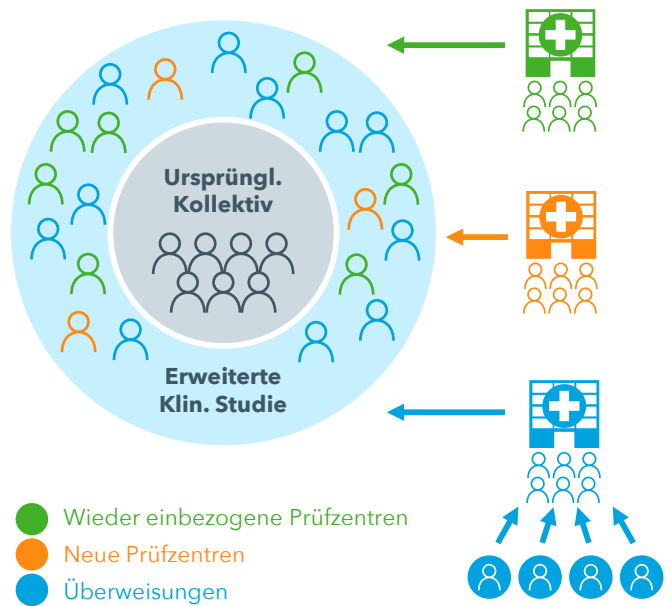 Ursprüngl.
Kollektiv
Erweiterte
Klin. Studie
Wieder einbezogene Prüfzentren
Neue Prüfzentren
Überweisungen